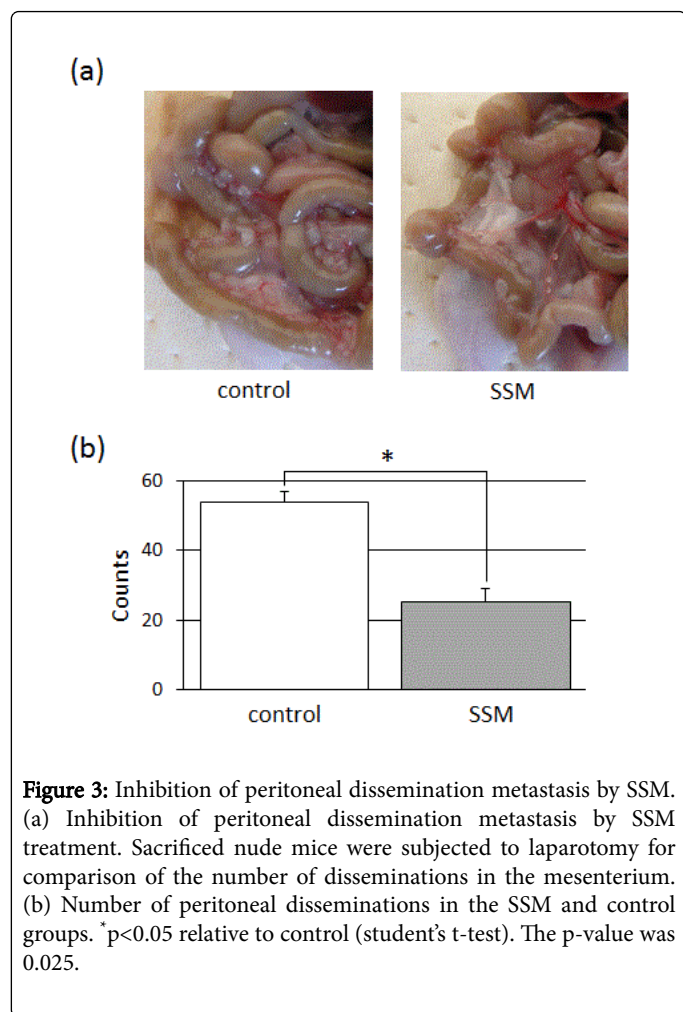 (a)
control SSM
(b)
*
60
40
20
0
Counts
control SSM
Figure 3: Inhibition of peritoneal dissemination metastasis by SSM.
(a) Inhibition of peritoneal dissemination metastasis by SSM
treatment. Sacrificed nude mice were subjected to laparotomy for
comparison of the number of disseminations in the mesenterium.
(b) Number of peritoneal disseminations in the SSM and control
groups. *p<0.05 relative to control (student's t-test). The p-value was
0.025.